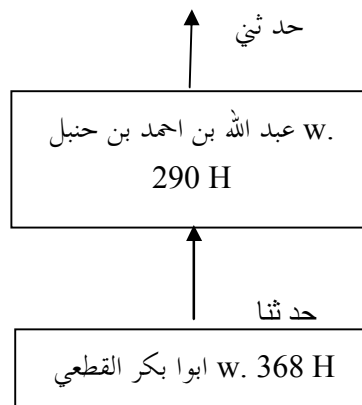 حد ثني
عبد الله بن احمد بن حنبل w.
290 H
حد ثنا
ابوا بكر القطعي w. 368 H